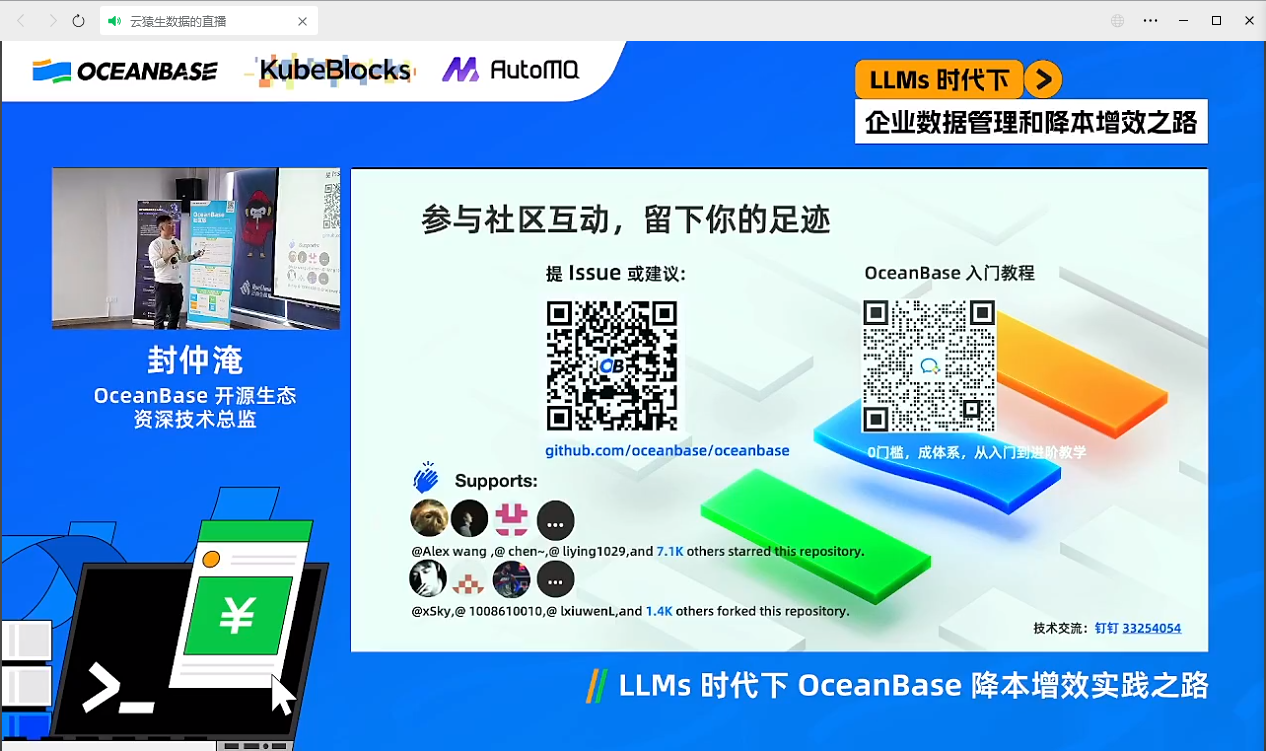 云猿生数据的直播
OCEANBASE
KubeBlocks
AutoMQ
LLMs 时代下
企业数据管理和降本增效之路
参与社区互动，留下你的足迹
提 Issue 或建议：
OceanBase 入门教程
OB
github.com/oceanbase/oceanbase
0门槛，成体系，从入门到进阶教学
封仲淹
OceanBase 开源生态
资深技术总监
Supports:
@Alex wang ,@ chen~,@ liying1029,and 7.1K others starred this repository.
@xSky,@ 1008610010,@ lxiuwenL,and 1.4K others forked this repository.
技术交流：钉钉 33254054
¥
>_
LLMs 时代下 OceanBase 降本增效实践之路